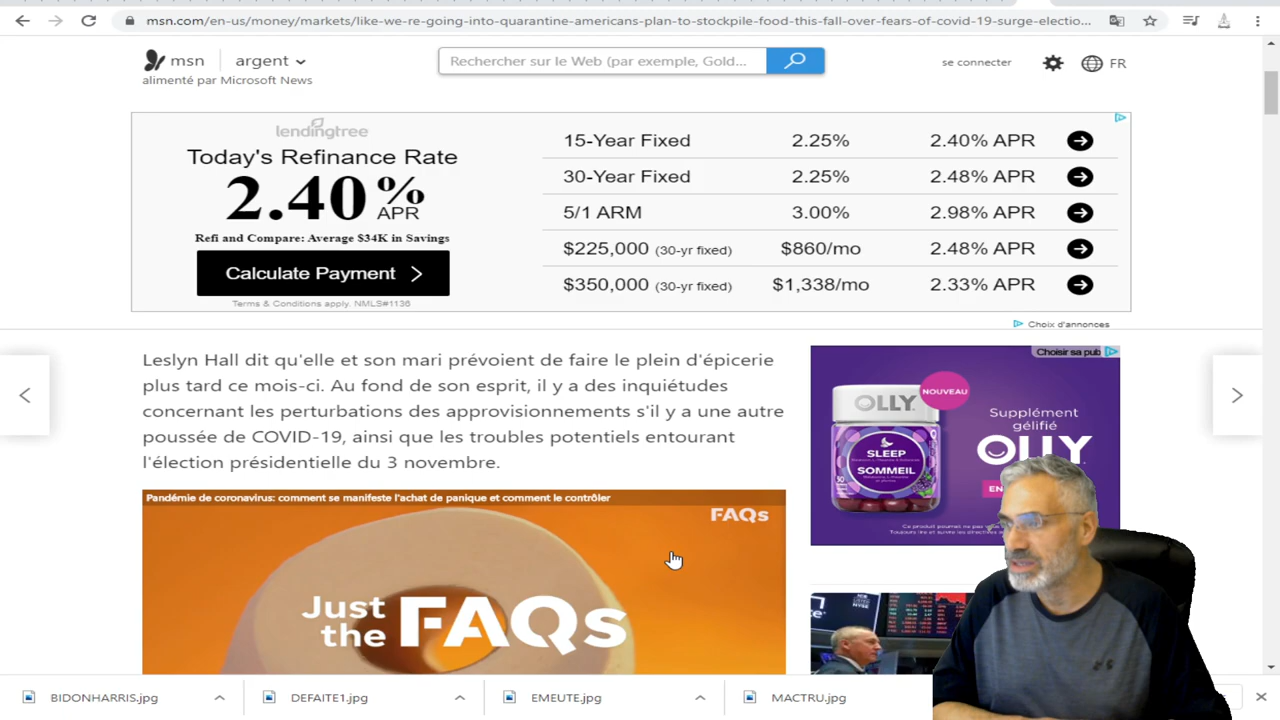 msn.com/en-us/money/markets/like-we-re-going-into-quarantine-americans-plan-to-stockpile-food-this-fall-over-fears-of-covid-19-surge-electio...
msn argent
alimenté par Microsoft News
Rechercher sur le Web (par exemple, Gold...
se connecter
FR
lendingtree
Today's Refinance Rate
2.40% APR
Refi and Compare: Average $34K in Savings
Calculate Payment
Terms & Conditions apply. NMLS#1136
15-Year Fixed 2.25% 2.40% APR
30-Year Fixed 2.25% 2.48% APR
5/1 ARM 3.00% 2.98% APR
$225,000 (30-yr fixed) $860/mo 2.48% APR
$350,000 (30-yr fixed) $1,338/mo 2.33% APR
Choix d'annonces
Leslyn Hall dit qu'elle et son mari prévoient de faire le plein d'épicerie
plus tard ce mois-ci. Au fond de son esprit, il y a des inquiétudes
concernant les perturbations des approvisionnements s'il y a une autre
poussée de COVID-19, ainsi que les troubles potentiels entourant
l'élection présidentielle du 3 novembre.
Pandémie de coronavirus: comment se manifeste l'achat de panique et comment le contrôler
FAQs
Just
the FAQs
Choisir sa pub
NOUVEAU
OLLY
SLEEP
SOMMEIL
Supplément
gélifié
OLLY
EN
BIDONHARRIS.jpg
DEFAITE1.jpg
EMEUTE.jpg
MACTRU.jpg